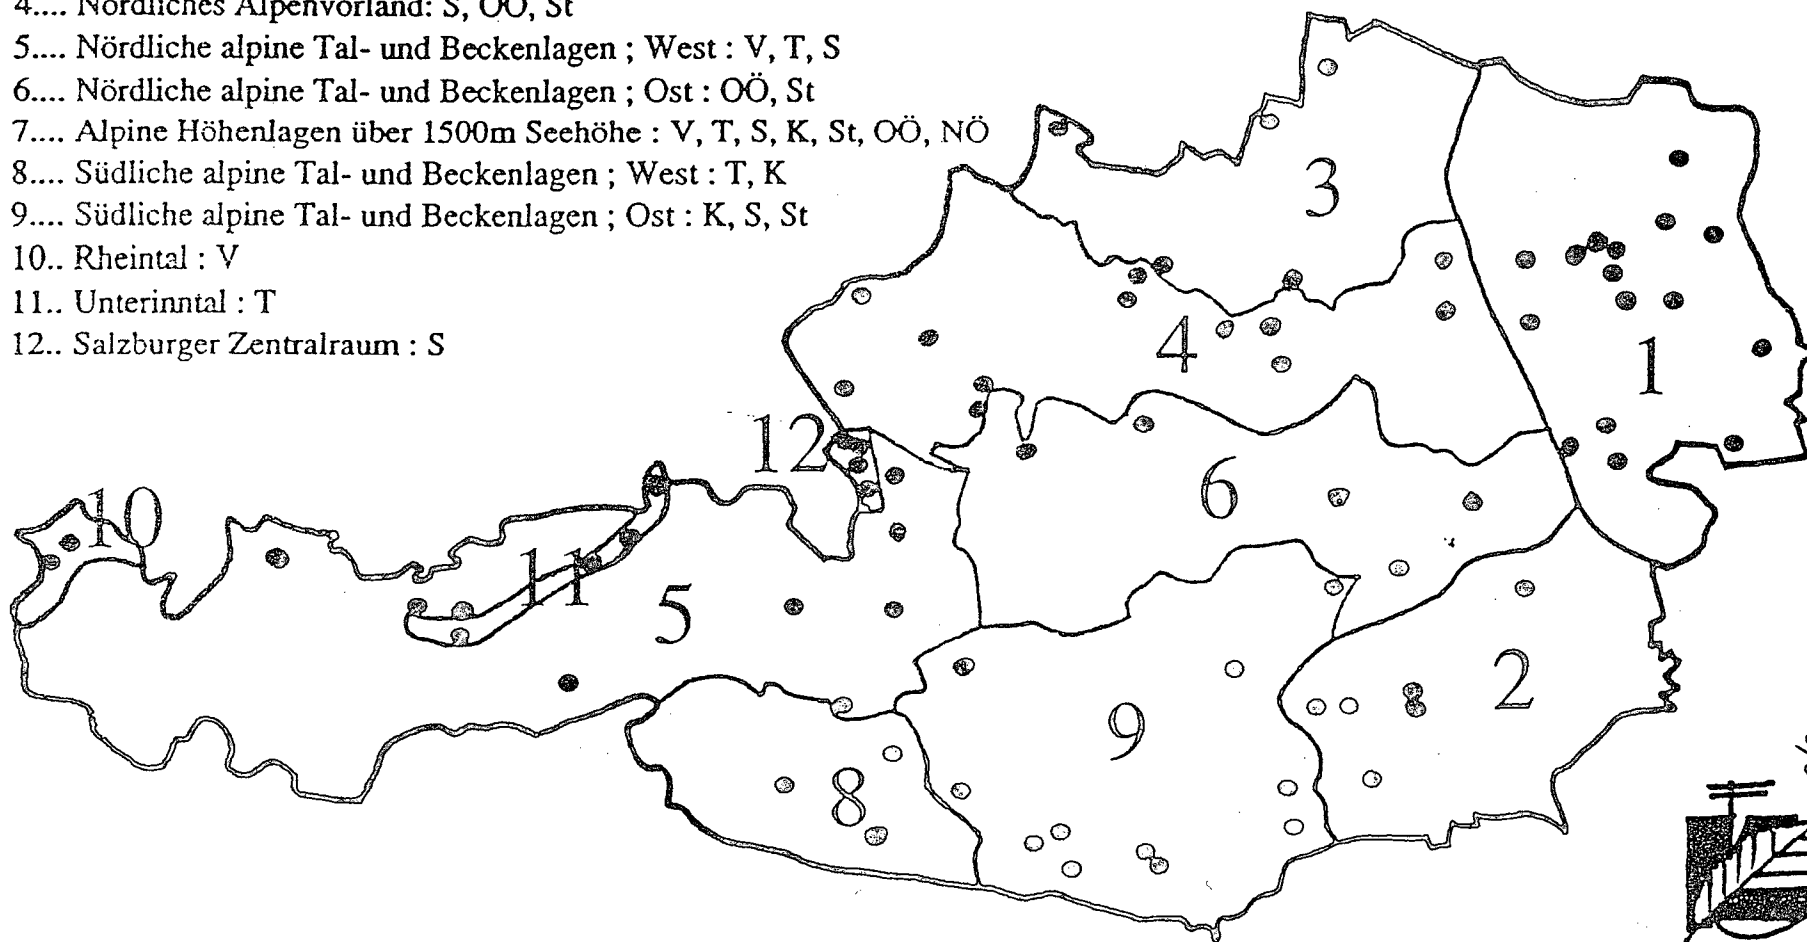 4.... Nördliches Alpenvorland: S, OÖ, St
5.... Nördliche alpine Tal- und Beckenlagen ; West : V, T, S
6.... Nördliche alpine Tal- und Beckenlagen ; Ost : OÖ, St
7.... Alpine Höhenlagen über 1500m Seehöhe : V, T, S, K, St, OÖ, NÖ
8.... Südliche alpine Tal- und Beckenlagen ; West : T, K
9.... Südliche alpine Tal- und Beckenlagen ; Ost : K, S, St
10.. Rheintal : V
11.. Unterinntal : T
12.. Salzburger Zentralraum : S
3
4
1
12
6
10
11
5
2
9
8